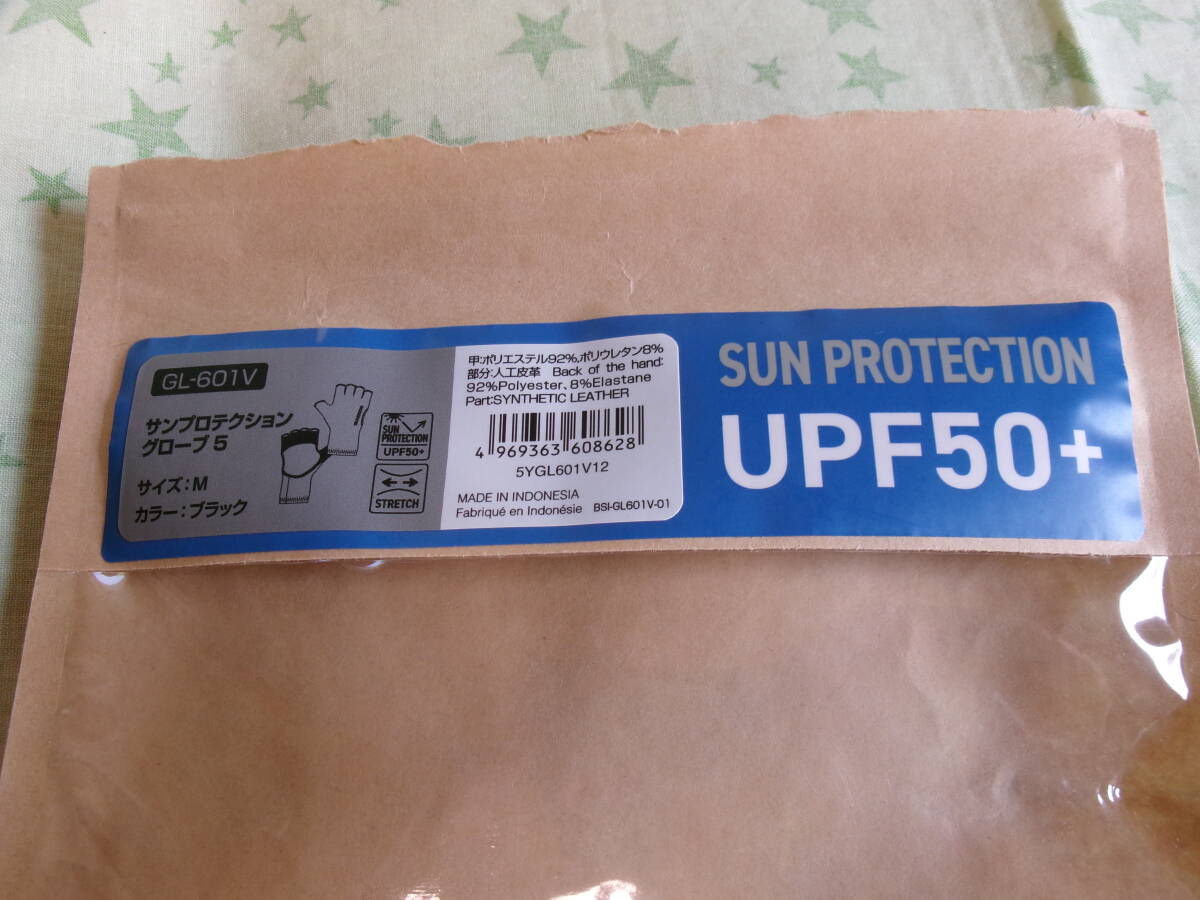 GL-601V
サンプロテクション
グローブ 5
サイズ:M
カラー:ブラック
SUN
PROTECTION
UPF50+
STRETCH
甲:ポリエステル92%,ポリウレタン8%
部分:人工皮革 Back of the hand:
92%Polyester、8%Elastane
Part:SYNTHETIC LEATHER
4 969363 608628
5YGL601V12
MADE IN INDONESIA
Fabriqué en Indonésie BSI-GL601V-01
SUN PROTECTION
UPF50+